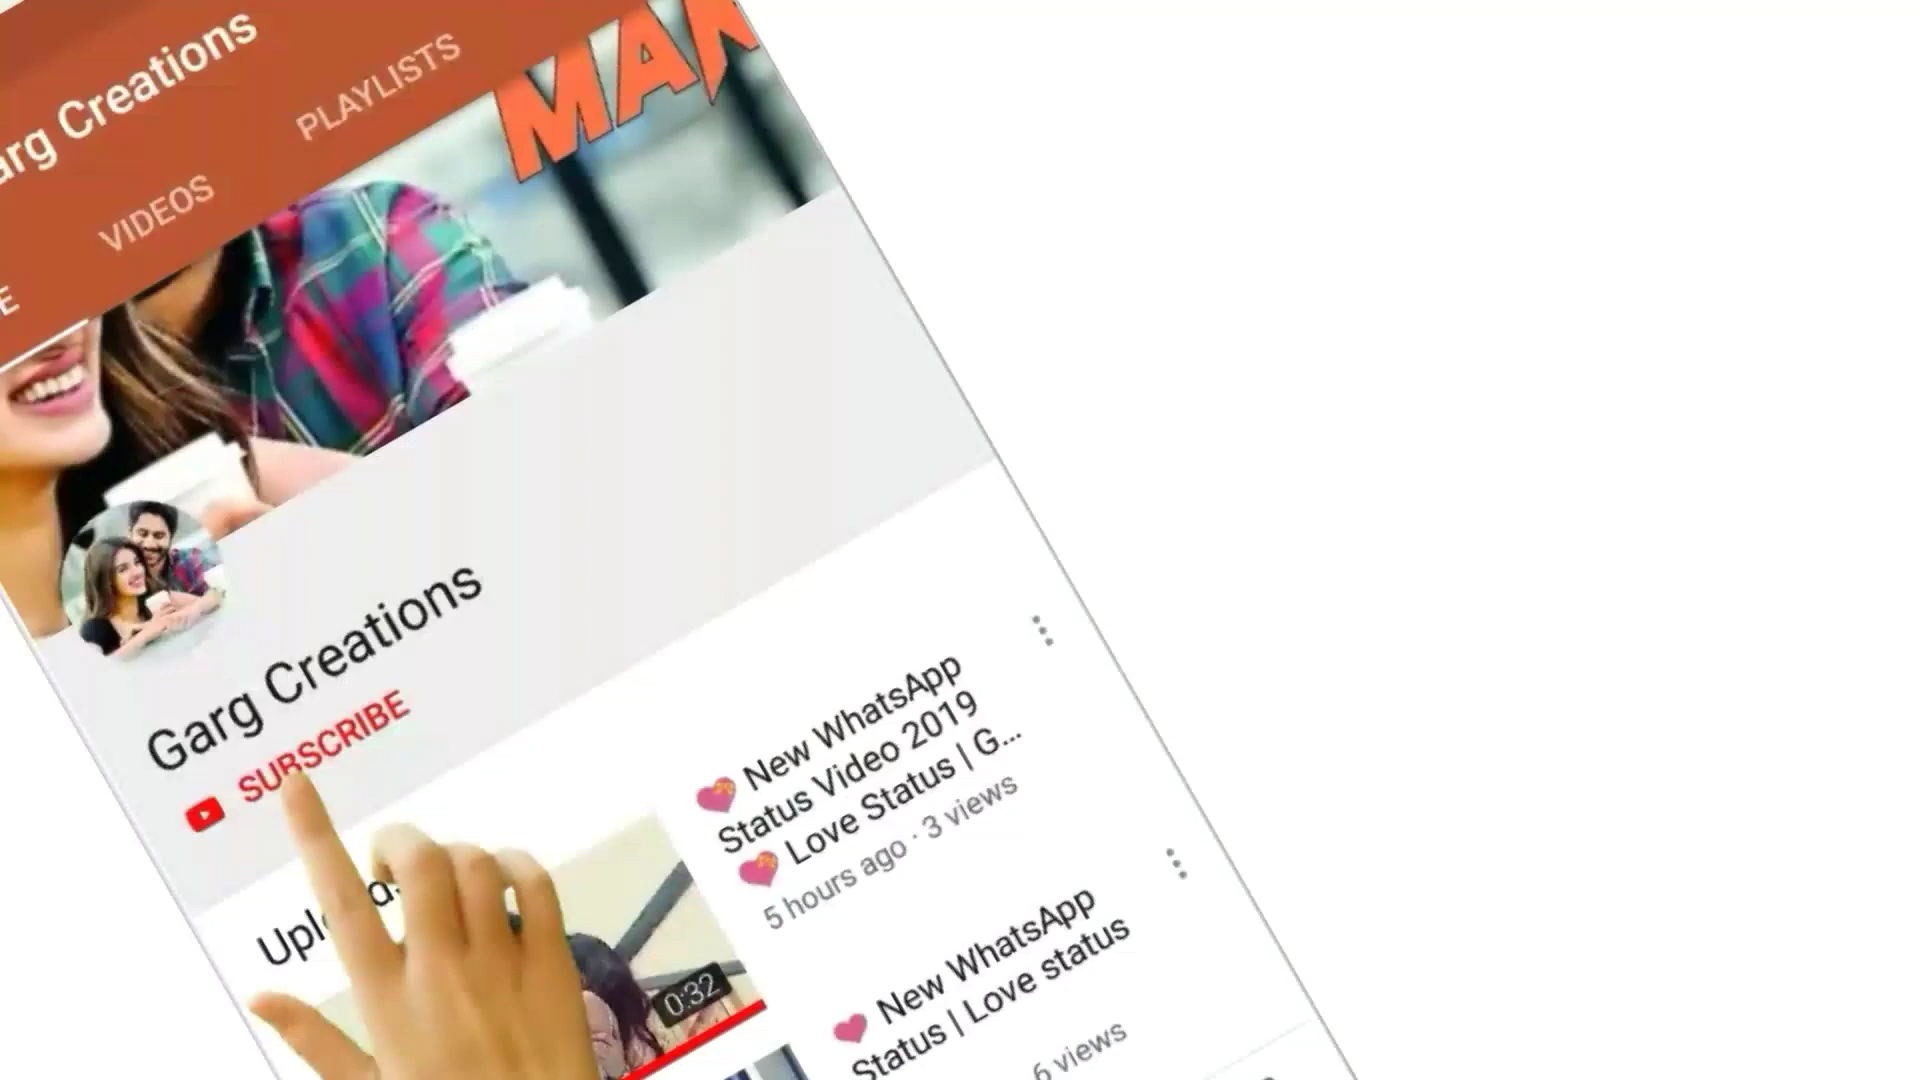 Garg Creations
E
VIDEOS
PLAYLISTS
MAN
Garg Creations
SUBSCRIBE
💞 New WhatsApp
Status Video 2019
💞 Love Status | G...
5 hours ago · 3 views
0:32
New WhatsApp
Status | Love status
6 views